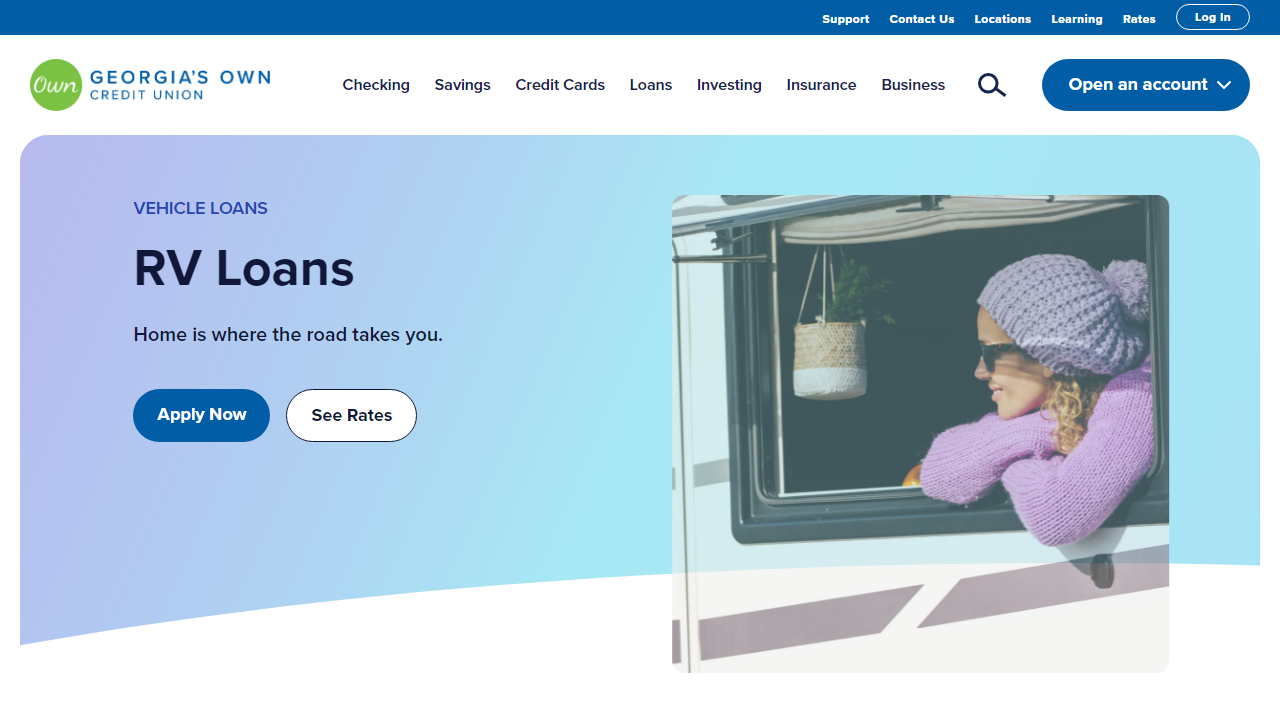 Support Contact Us Locations Learning Rates Log In
Own GEORGIA'S OWN
CREDIT UNION
Checking Savings Credit Cards Loans Investing Insurance Business Open an account
VEHICLE LOANS
RV Loans
Home is where the road takes you.
Apply Now See Rates